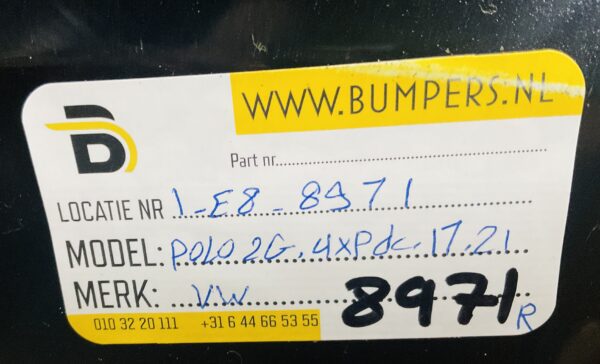 WWW.BUMPERS.NL
B
Part nr.
LOCATIE NR 1-E8-8971
MODEL: POLO 2G. 4xPdc. 17.21
MERK: VW
8971 R
010 32 20 111 +31 6 44 66 53 55